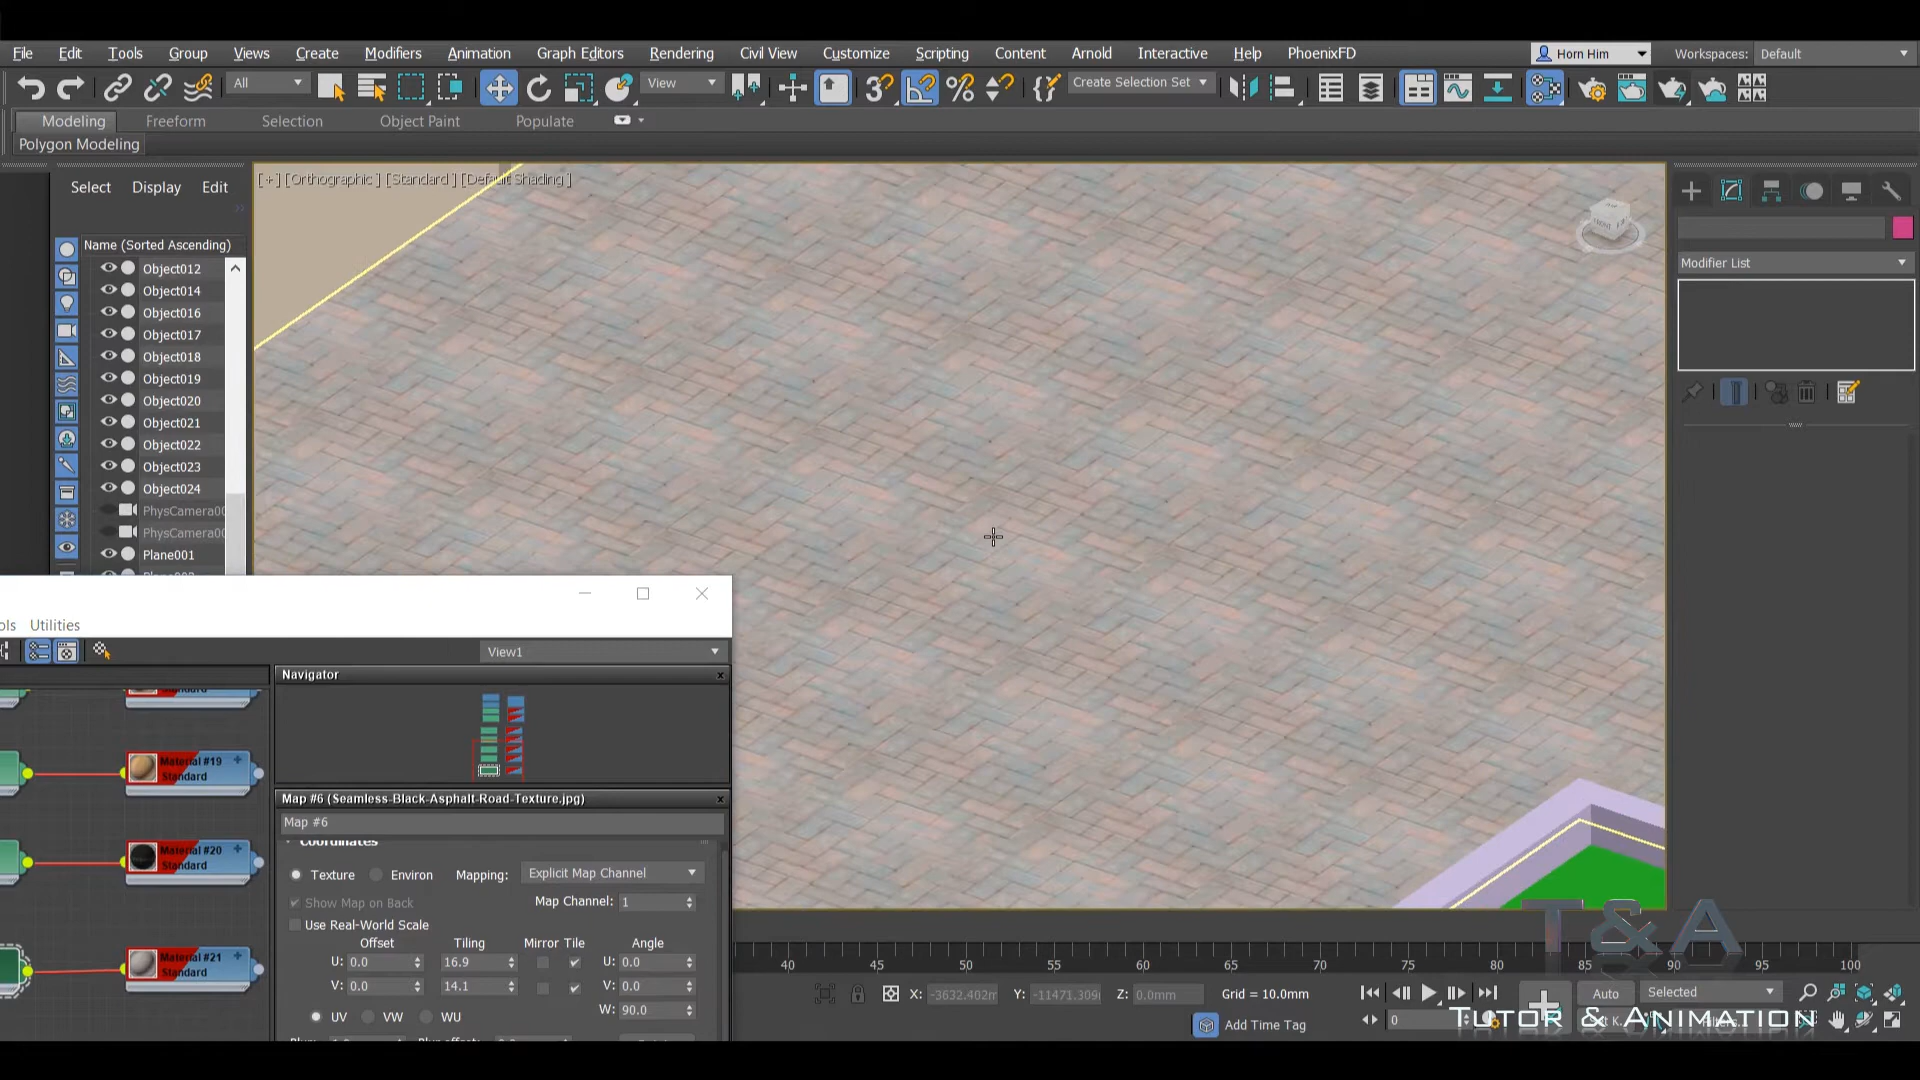 File Edit Tools Group Views Create Modifiers Animation Graph Editors Rendering Civil View Customize Scripting Content Arnold Interactive Help PhoenixFD Horn Him Workspaces: Default
All View Create Selection Set
Modeling Freeform Selection Object Paint Populate
Polygon Modeling
Select Display Edit
[+] [Orthographic ] [Standard ] [Default Shading ]
Name (Sorted Ascending)
Object012
Object014
Object016
Object017
Object018
Object019
Object020
Object021
Object022
Object023
Object024
PhysCamera00
PhysCamera00
Plane001
Modifier List
ols Utilities
View1
Navigator
Material #19
Standard
Material #20
Standard
Material #21
Standard
Map #6 (Seamless-Black-Asphalt-Road-Texture.jpg)
Map #6
Coordinates
Texture Environ Mapping: Explicit Map Channel
Show Map on Back Map Channel: 1
Use Real-World Scale
Offset Tiling Mirror Tile Angle
U: 0.0 16.9 U: 0.0
V: 0.0 14.1 V: 0.0
W: 90.0
UV VW WU
40 45 50 55 60 65 70 75 80 85 90 95 100
X: -3632.402m Y: -11471.309 Z: 0.0mm Grid = 10.0mm
Auto Selected
Add Time Tag
0
T & A
Tutor & Animation